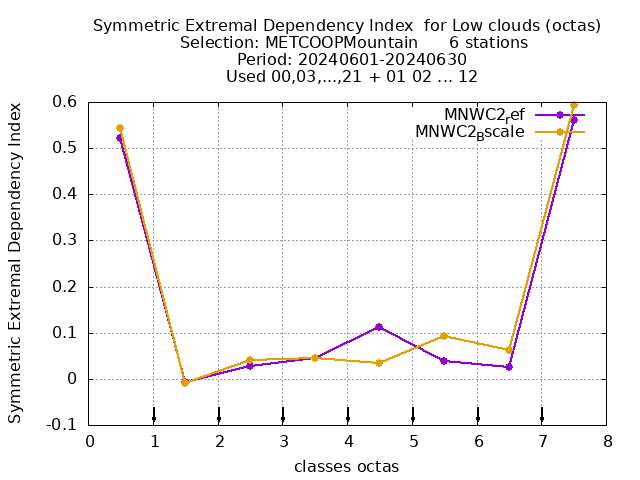 Symmetric Extremal Dependency Index  for Low clouds (octas)
Selection: METCOOPMountain      6 stations
Period: 20240601-20240630
Used 00,03,...,21 + 01 02 ... 12
Symmetric Extremal Dependency Index
MNWC2ref
MNWC2Bscale
0.6
0.5
0.4
0.3
0.2
0.1
0
-0.1
0 1 2 3 4 5 6 7 8
classes octas